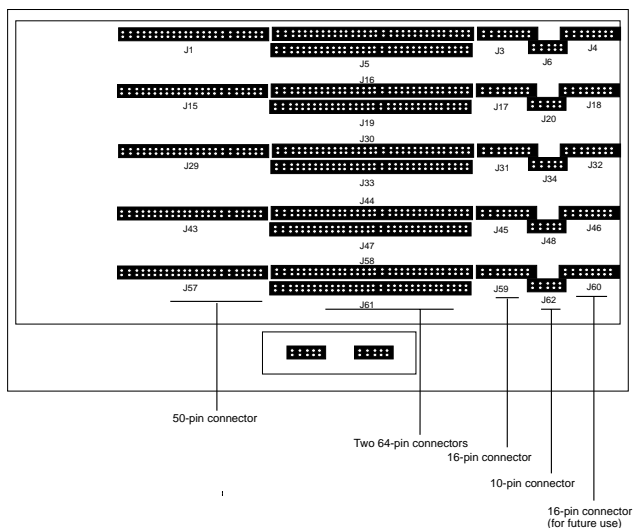 J1 J5 J3 J6 J4
J16
J15 J19 J17 J20 J18
J30
J29 J33 J31 J34 J32
J44
J43 J47 J45 J48 J46
J58
J57 J61 J59 J62 J60
50-pin connector
Two 64-pin connectors
16-pin connector
10-pin connector
16-pin connector
(for future use)